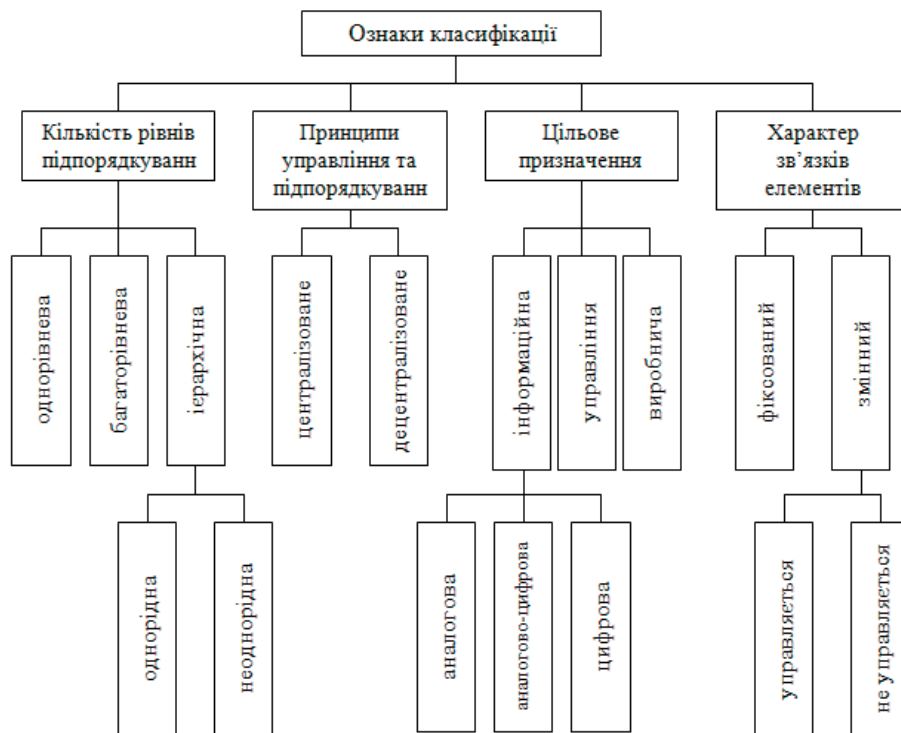 Ознаки класифікації
Кількість рівнів
підпорядкуванн
Принципи
управління та
підпорядкуванн
Цільове
призначення
Характер
зв’язків
елементів
однорівнева
багаторівнева
ієрархічна
централізоване
децентралізоване
інформаційна
управління
виробнича
фіксований
змінний
однорідна
неоднорідна
аналогова
аналогово-цифрова
цифрова
управляється
не управляється